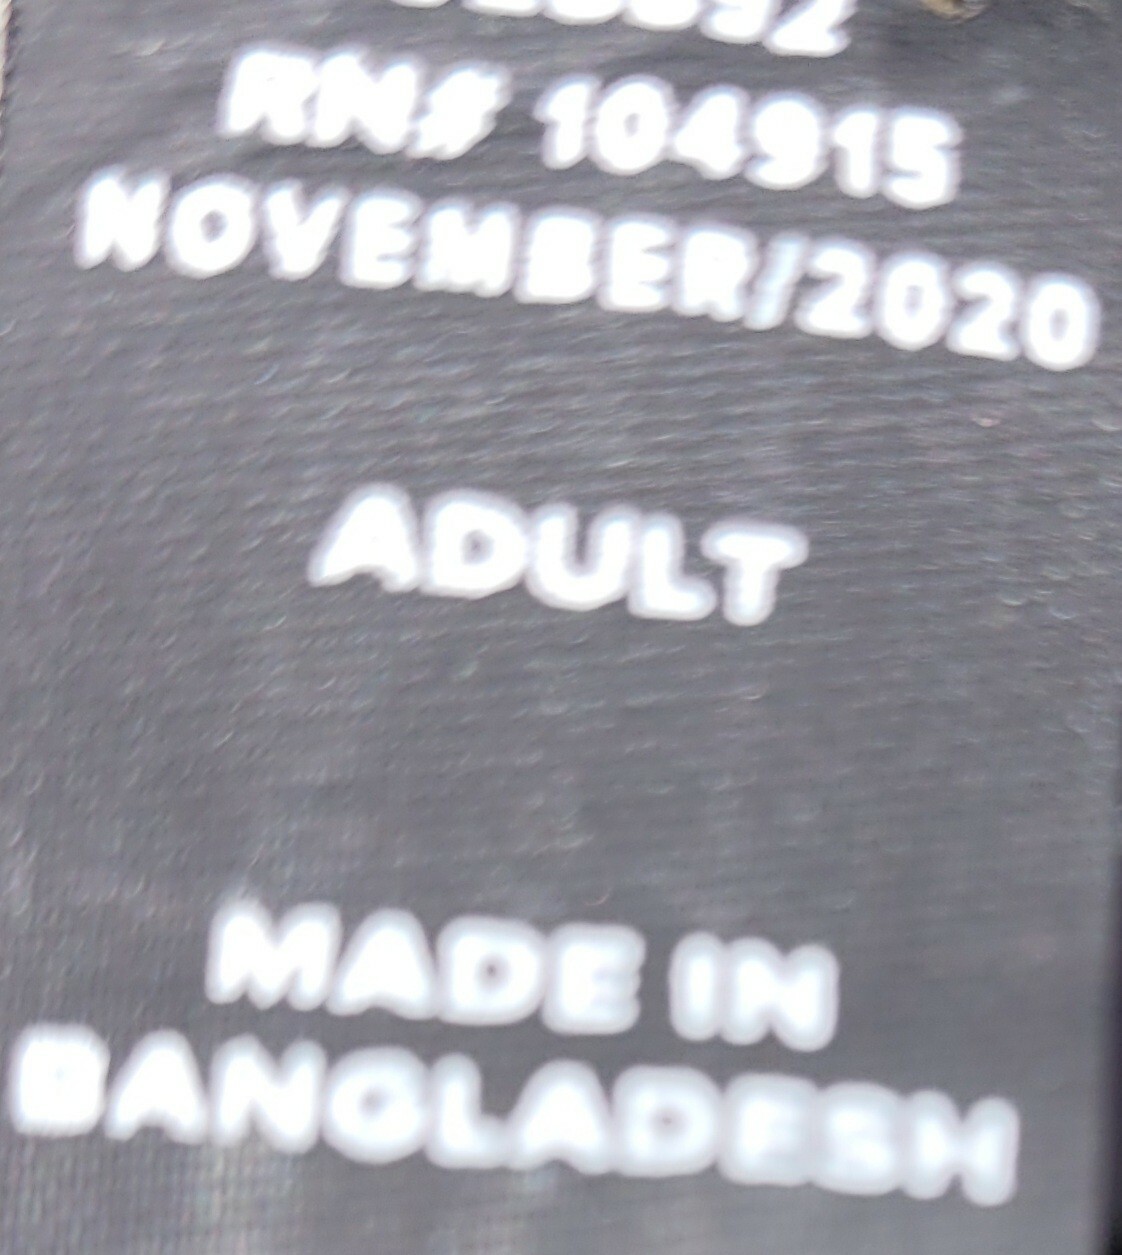 RN# 104915
NOVEMBER/2020
ADULT
MADE IN
BANGLADESH